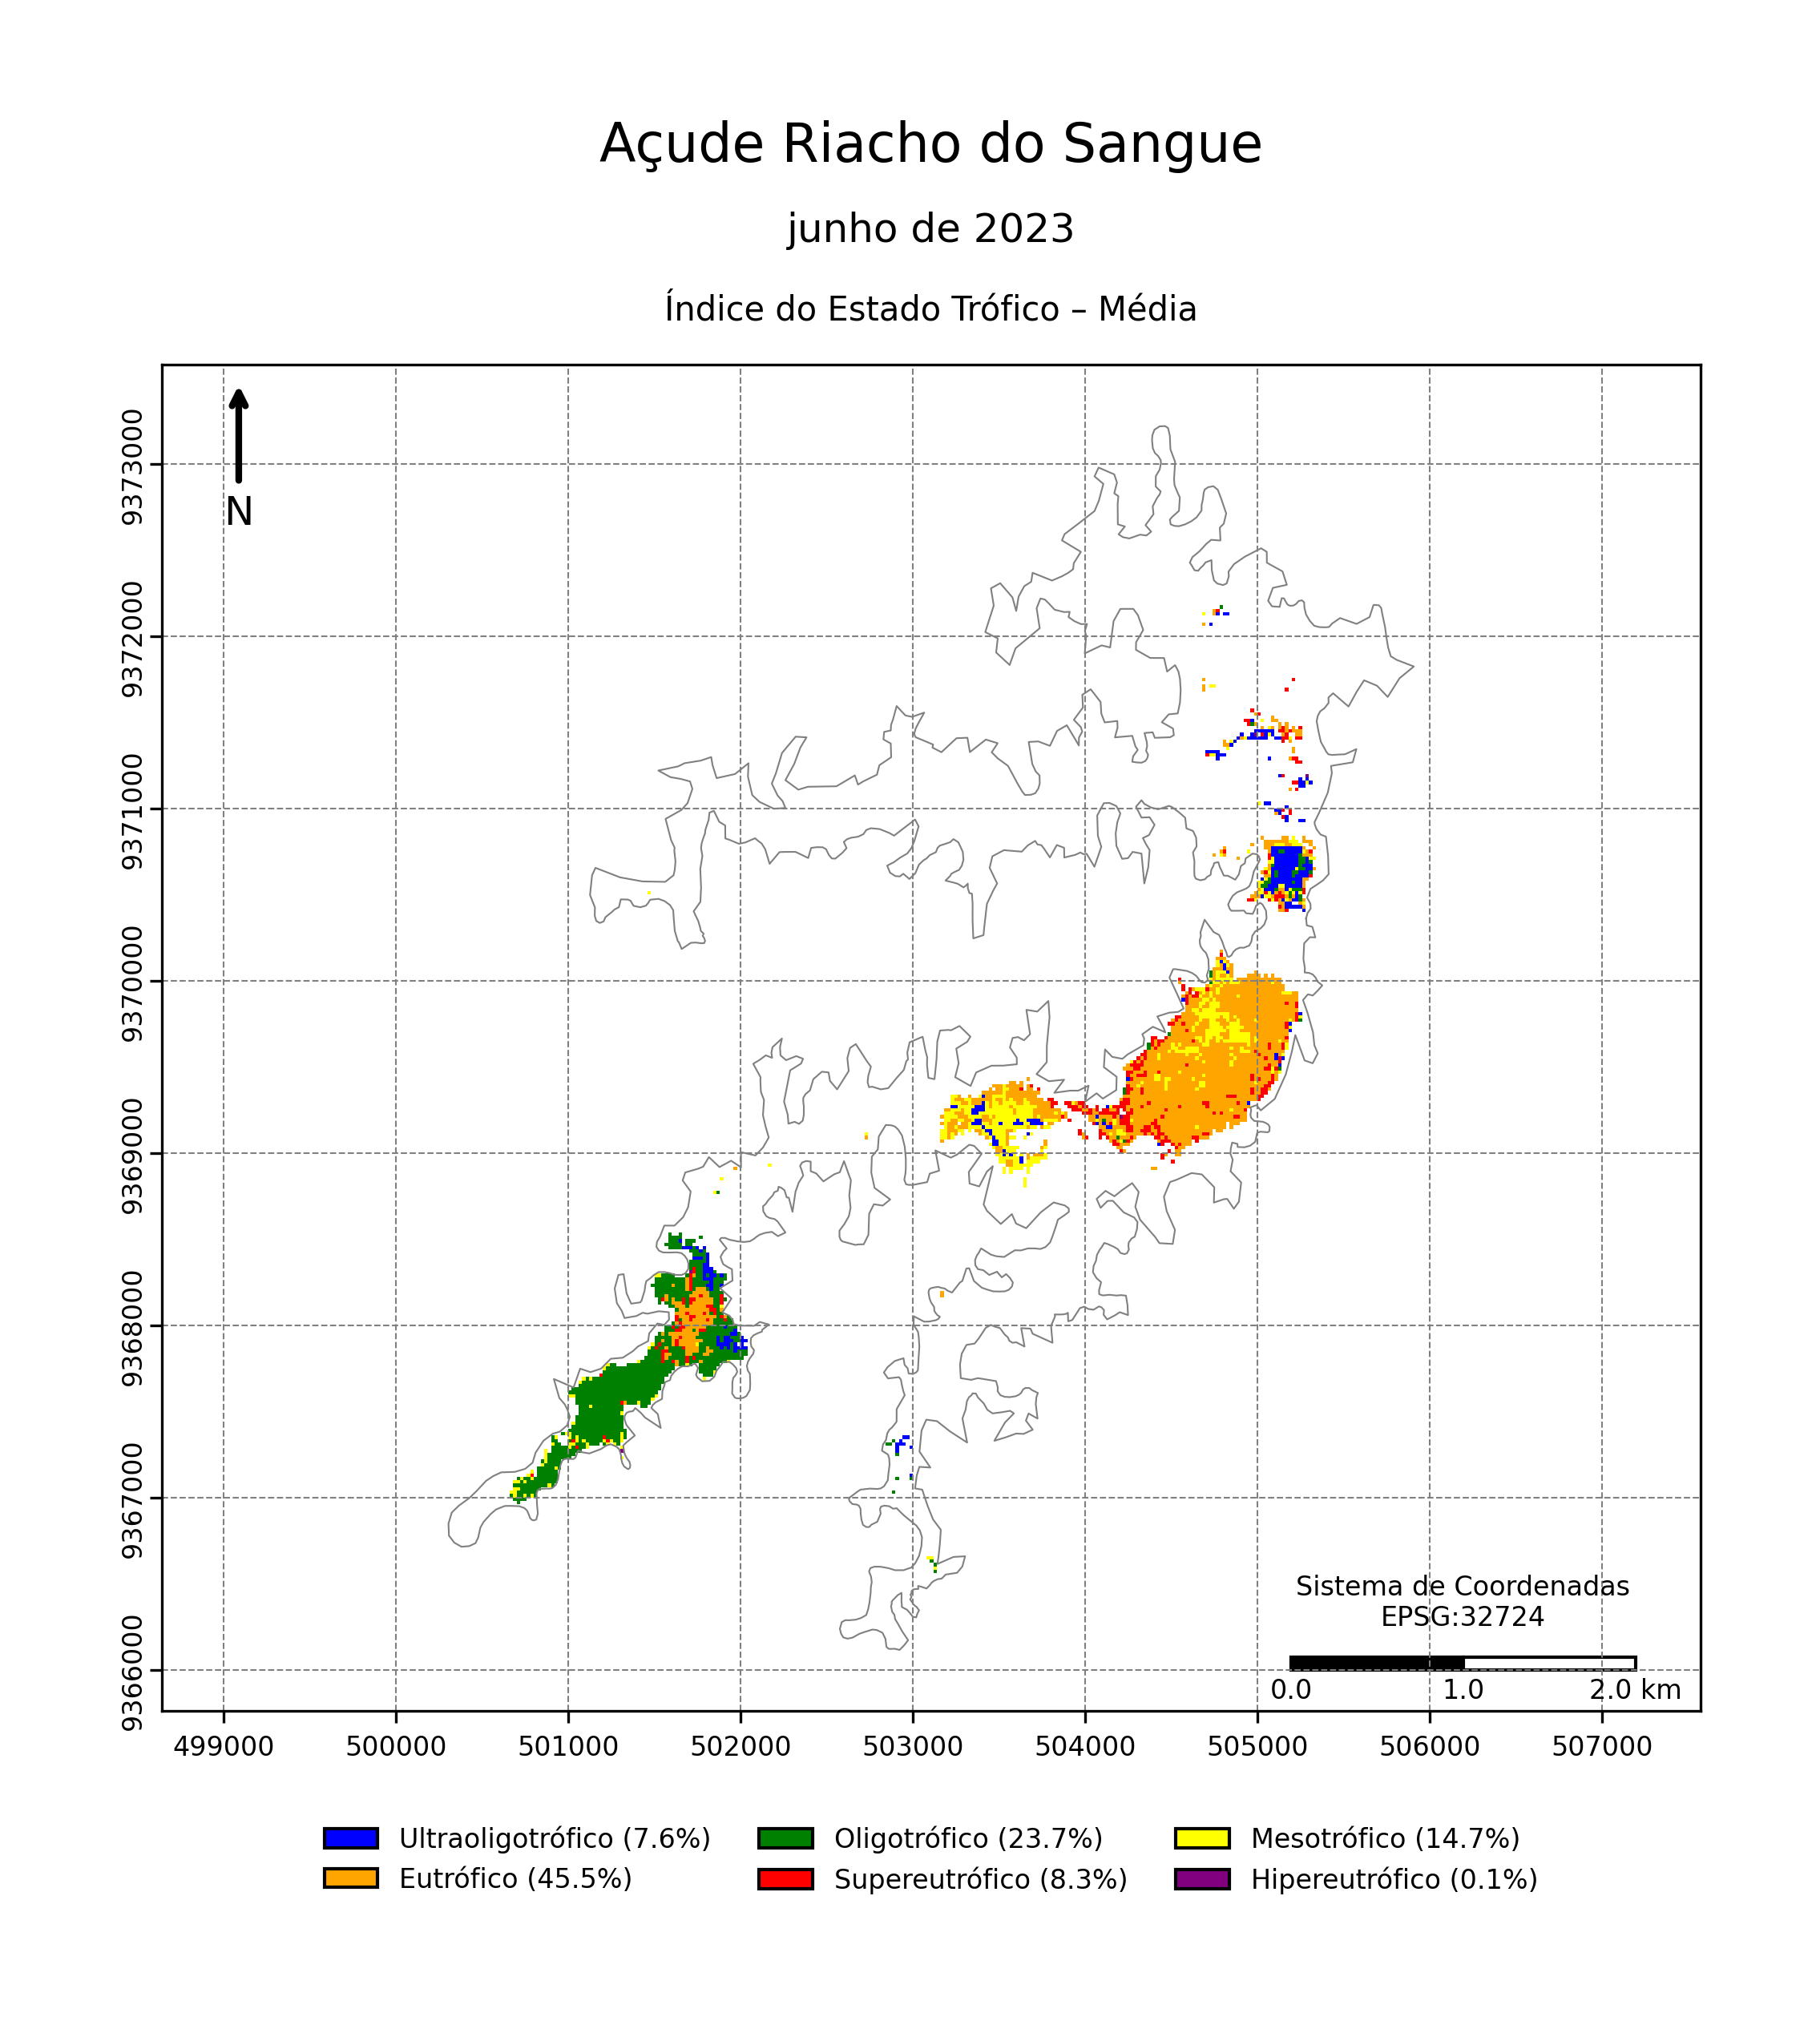 Açude Riacho do Sangue
junho de 2023
Índice do Estado Trófico – Média
N
9373000
9372000
9371000
9370000
9369000
9368000
9367000
9366000
Sistema de Coordenadas
EPSG:32724
0.0 1.0 2.0 km
499000 500000 501000 502000 503000 504000 505000 506000 507000
Ultraoligotrófico (7.6%) Oligotrófico (23.7%) Mesotrófico (14.7%)
Eutrófico (45.5%) Supereutrófico (8.3%) Hipereutrófico (0.1%)